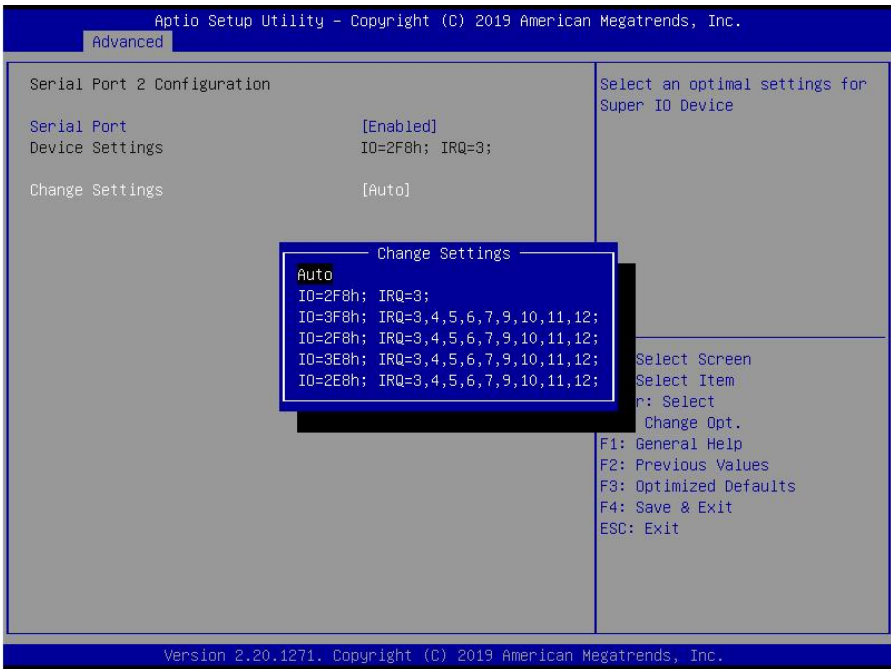 Aptio Setup Utility – Copyright (C) 2019 American Megatrends, Inc.
Advanced
Serial Port 2 Configuration
Serial Port [Enabled]
Device Settings IO=2F8h; IRQ=3;
Change Settings [Auto]
Select an optimal settings for
Super IO Device
Change Settings
Auto
IO=2F8h; IRQ=3;
IO=3F8h; IRQ=3,4,5,6,7,9,10,11,12;
IO=2F8h; IRQ=3,4,5,6,7,9,10,11,12;
IO=3E8h; IRQ=3,4,5,6,7,9,10,11,12;
IO=2E8h; IRQ=3,4,5,6,7,9,10,11,12;
Select Screen
Select Item
r: Select
Change Opt.
F1: General Help
F2: Previous Values
F3: Optimized Defaults
F4: Save & Exit
ESC: Exit
Version 2.20.1271. Copyright (C) 2019 American Megatrends, Inc.